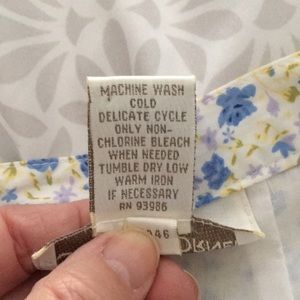 MACHINE WASH
COLD
DELICATE CYCLE
ONLY NON-
CHLORINE BLEACH
WHEN NEEDED
TUMBLE DRY LOW
WARM IRON
IF NECESSARY
RN 93986